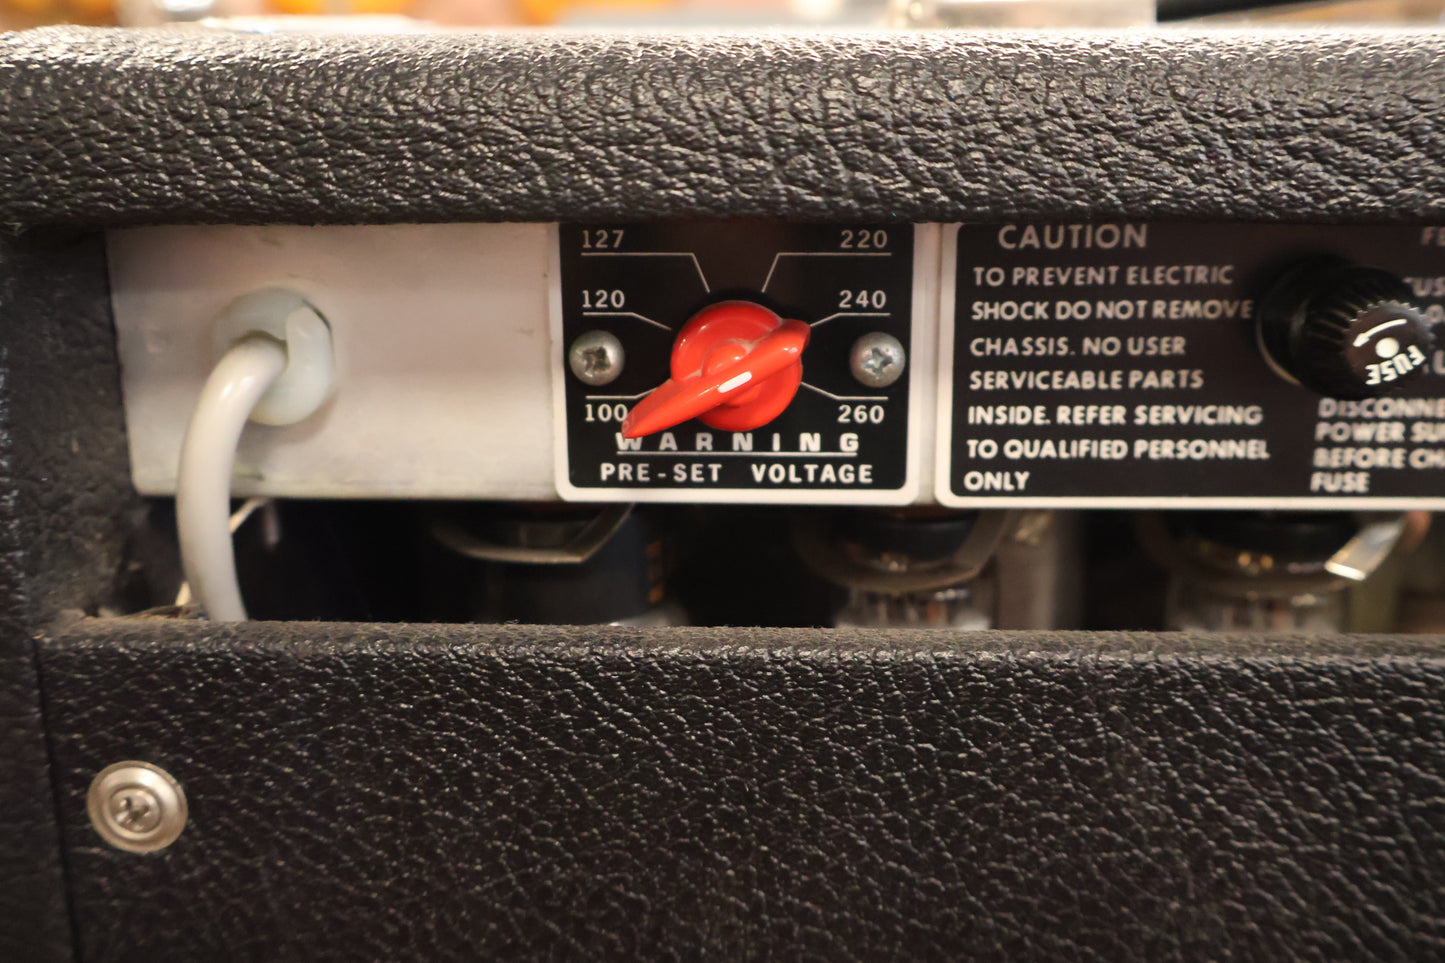 127 220
120 240
100 260
WARNING
PRE-SET VOLTAGE
CAUTION
TO PREVENT ELECTRIC
SHOCK DO NOT REMOVE
CHASSIS. NO USER
SERVICEABLE PARTS
INSIDE. REFER SERVICING
TO QUALIFIED PERSONNEL
ONLY
FUSE
DISCONNE
POWER SU
BEFORE CH
FUSE